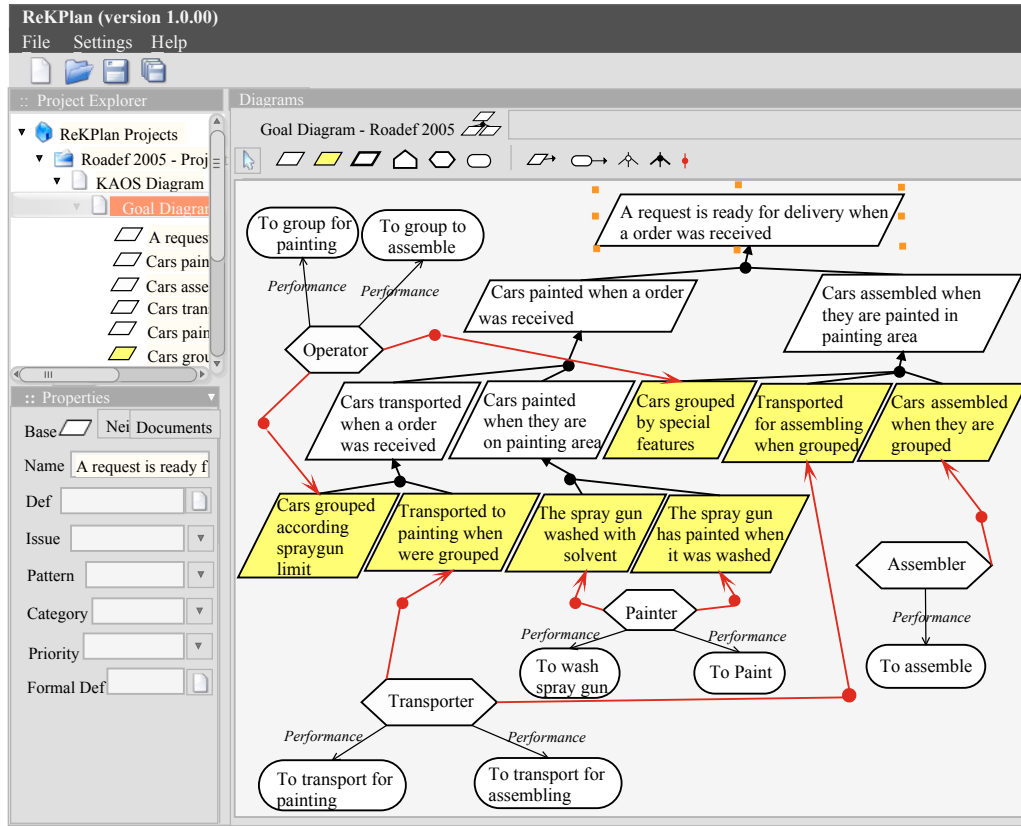 ReKPlan (version 1.0.00)
File Settings Help
:: Project Explorer
ReKPlan Projects
Roadef 2005 - Proj
KAOS Diagram
Goal Diagram
A reques
Cars pain
Cars asse
Cars tran
Cars pain
Cars grou
:: Properties
Base
Nei
Documents
Name
A request is ready f
Def
Issue
Pattern
Category
Priority
Formal Def
Diagrams
Goal Diagram - Roadef 2005
A request is ready for delivery when
a order was received
To group for
painting
To group to
assemble
Performance
Performance
Operator
Cars painted when a order
was received
Cars assembled when
they are painted in
painting area
Cars transported
when a order
was received
Cars painted
when they are
on painting area
Cars grouped
by special
features
Transported
for assembling
when grouped
Cars assembled
when they are
grouped
Cars grouped
according
spraygun
limit
Transported to
painting when
were grouped
The spray gun
washed with
solvent
The spray gun
has painted when
it was washed
Assembler
Performance
To assemble
Painter
Performance
Performance
To wash
spray gun
To Paint
Transporter
Performance
Performance
To transport for
painting
To transport for
assembling